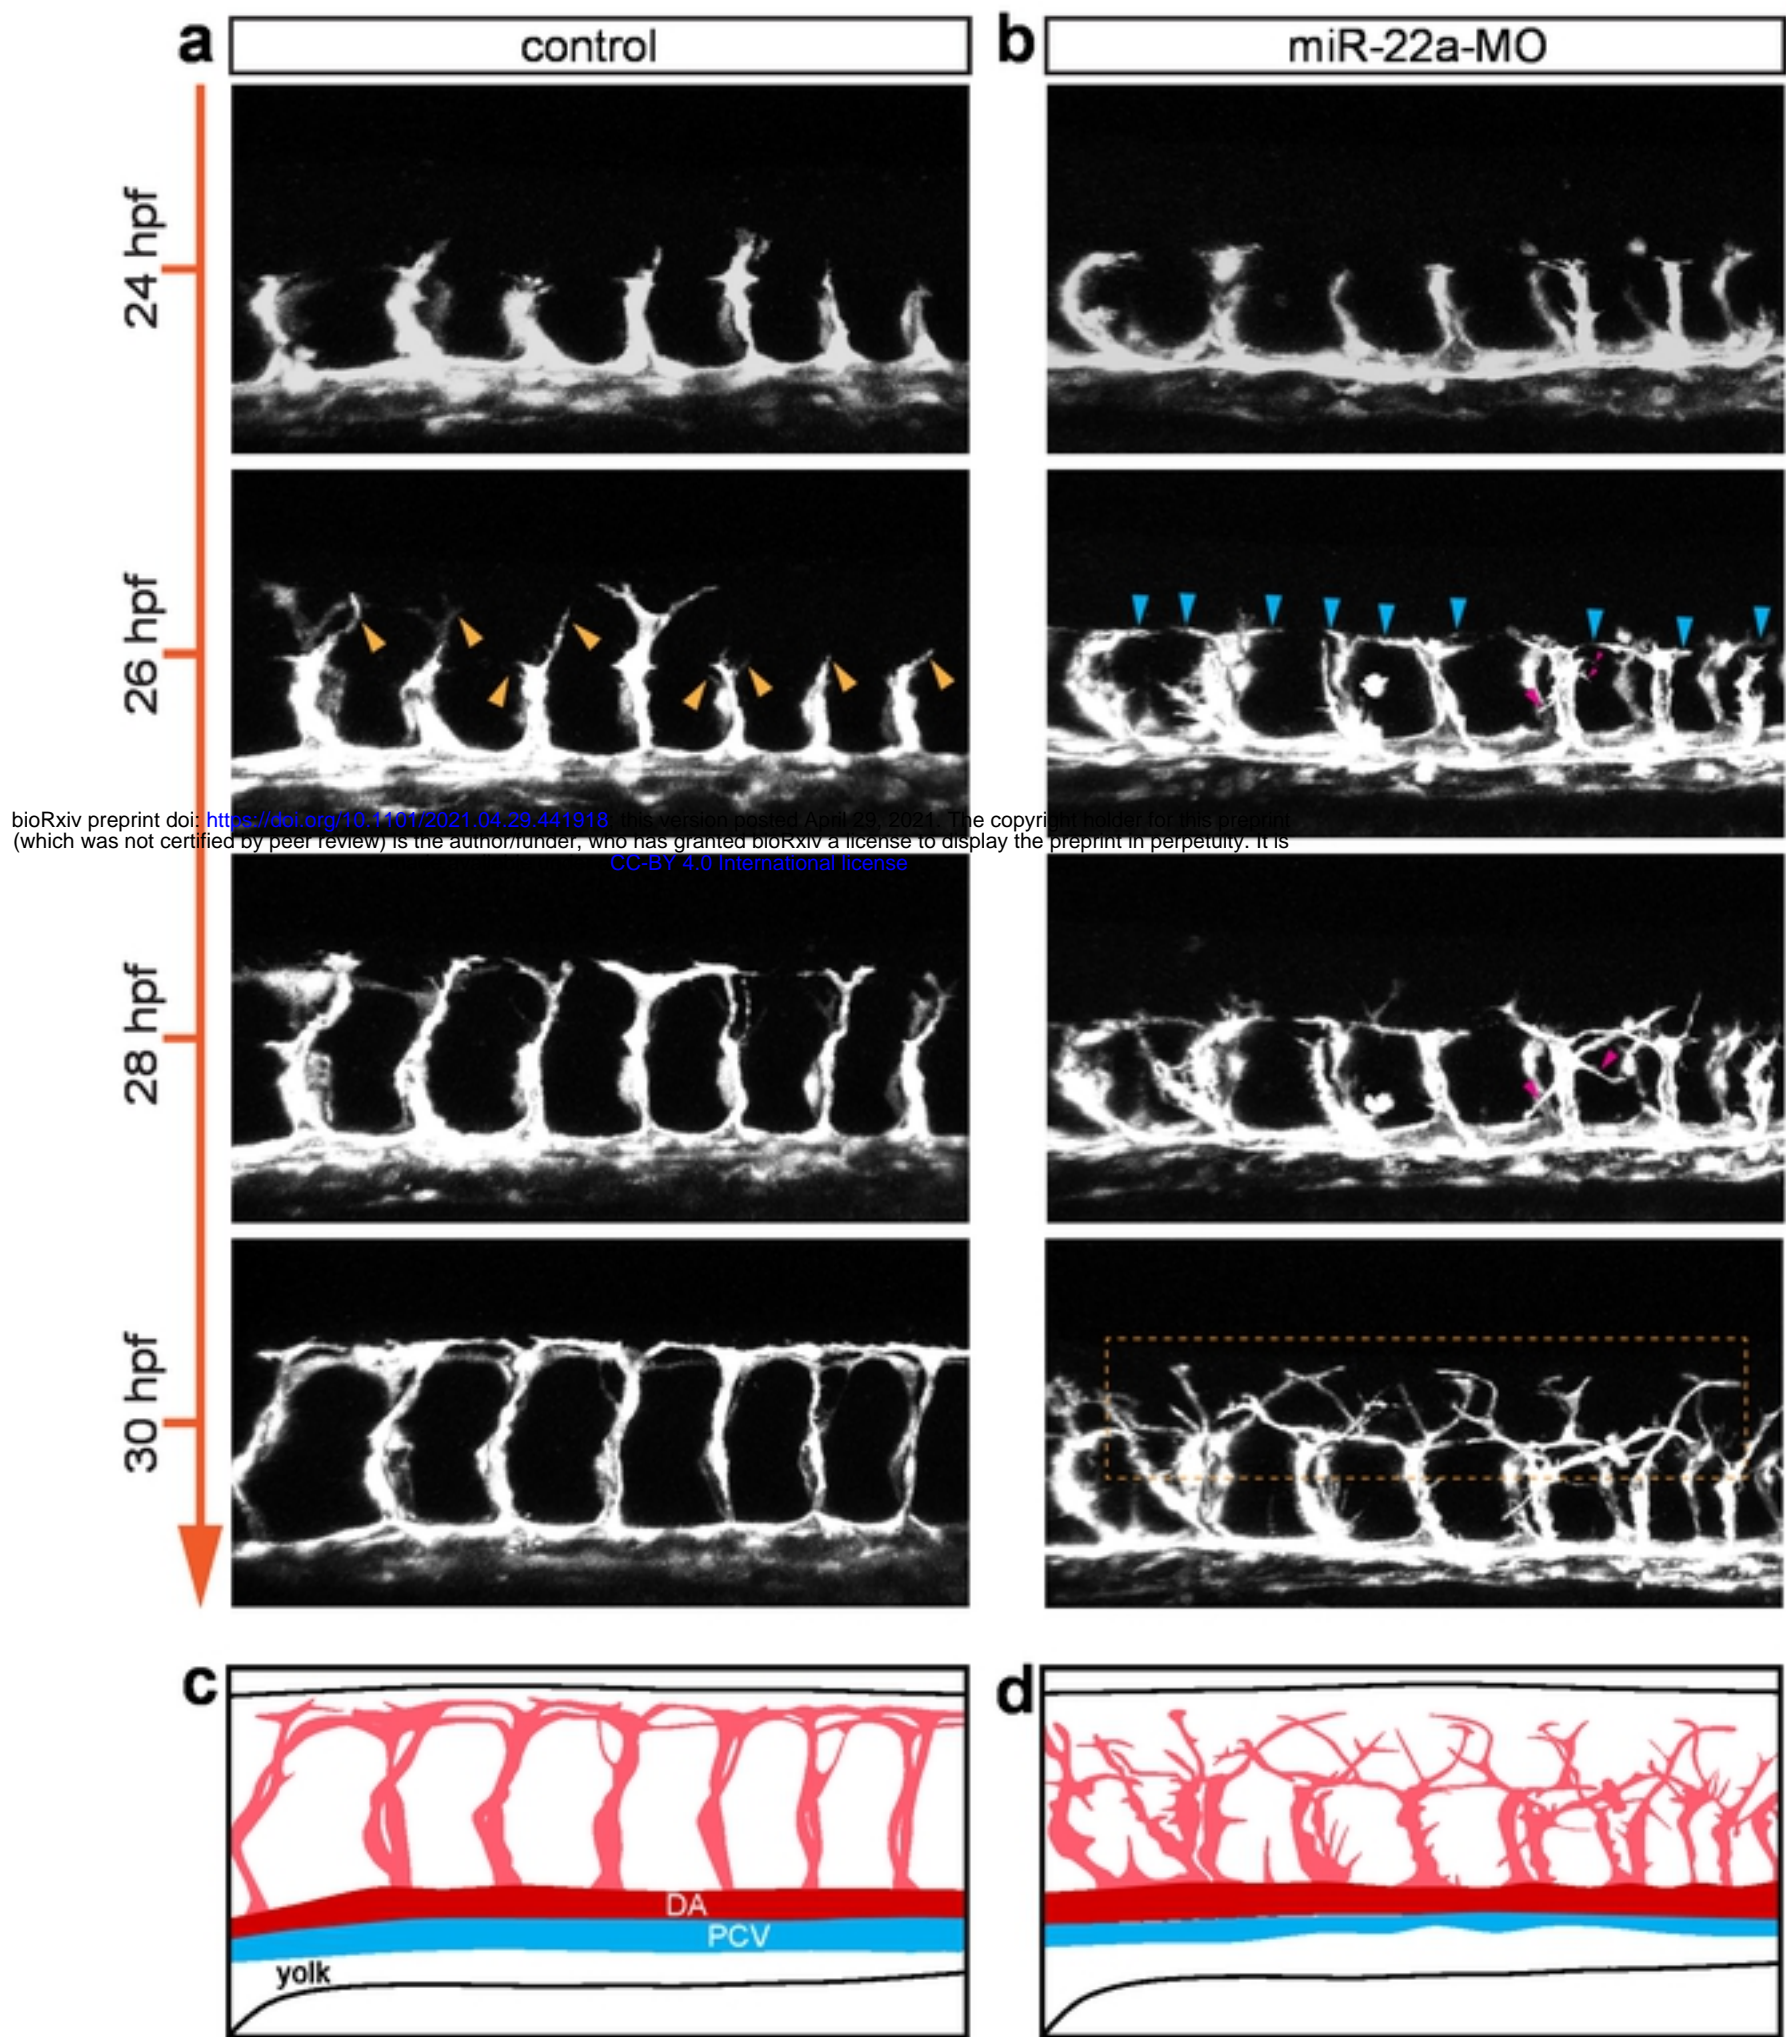 a control b miR-22a-MO
24 hpf
26 hpf
bioRxiv preprint doi: https://doi.org/10.1101/2021.04.29.441918; this version posted April 29, 2021. The copyright holder for this preprint
(which was not certified by peer review) is the author/funder, who has granted bioRxiv a license to display the preprint in perpetuity. It is
CC-BY 4.0 International license
28 hpf
30 hpf
c d
DA
PCV
yolk